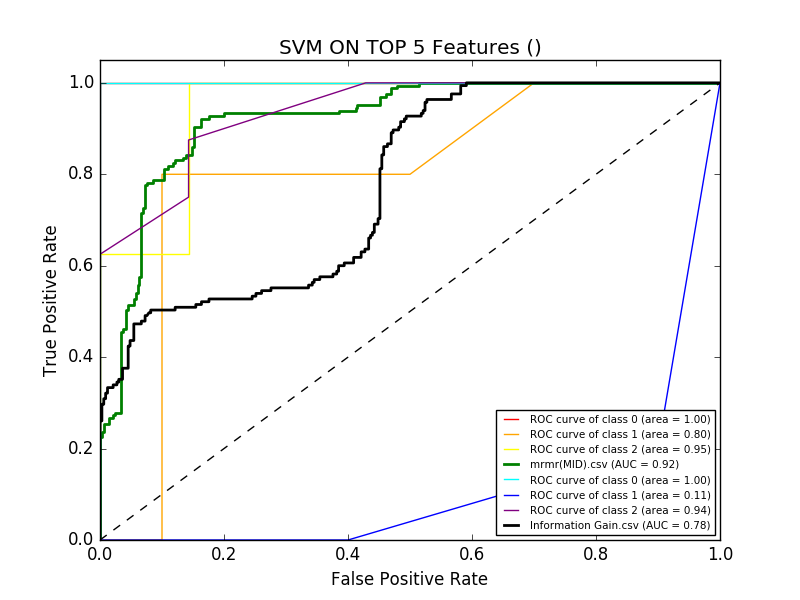 SVM ON TOP 5 Features ()
1.0
0.8
0.6
0.4
0.2
0.0
True Positive Rate
ROC curve of class 0 (area = 1.00)
ROC curve of class 1 (area = 0.80)
ROC curve of class 2 (area = 0.95)
mrmr(MID).csv (AUC = 0.92)
ROC curve of class 0 (area = 1.00)
ROC curve of class 1 (area = 0.11)
ROC curve of class 2 (area = 0.94)
Information Gain.csv (AUC = 0.78)
0.0 0.2 0.4 0.6 0.8 1.0
False Positive Rate